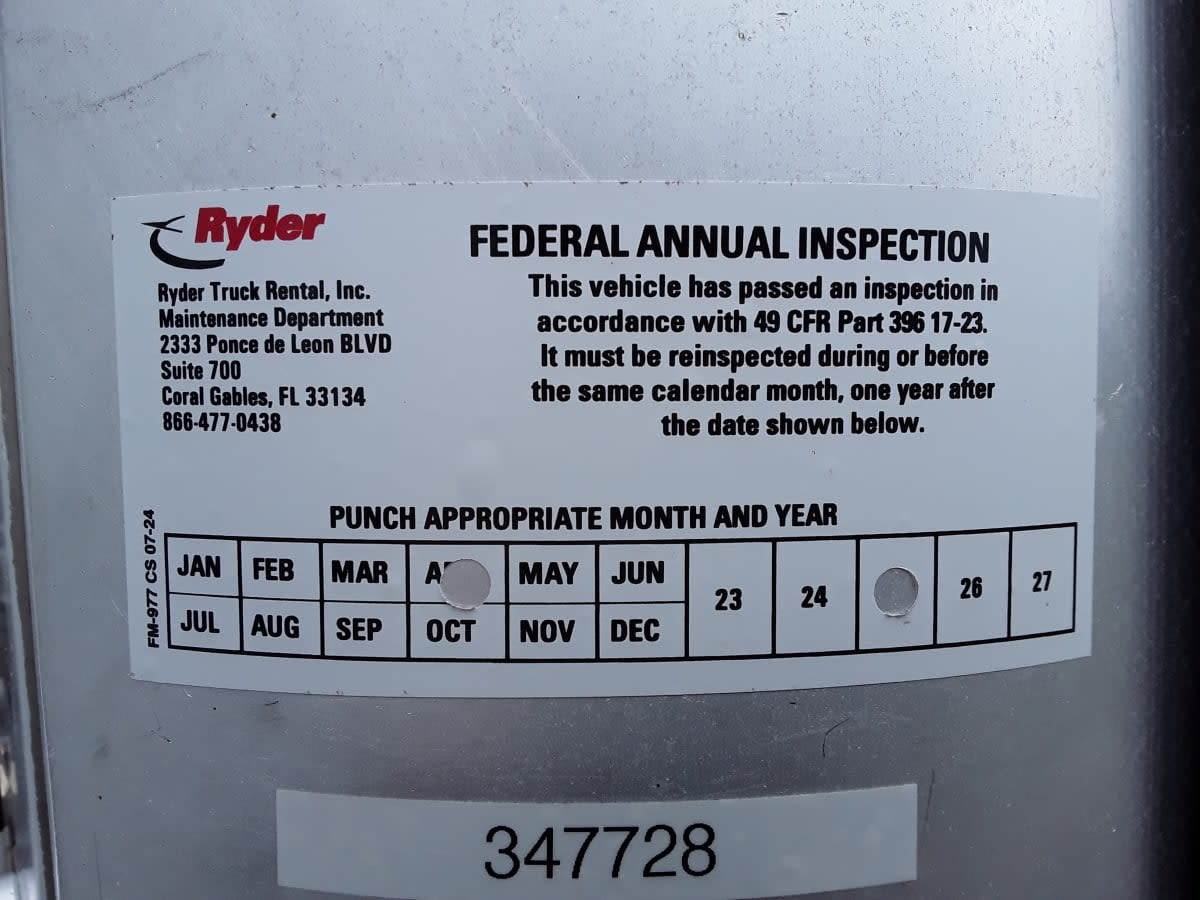 Ryder
Ryder Truck Rental, Inc.
Maintenance Department
2333 Ponce de Leon BLVD
Suite 700
Coral Gables, FL 33134
866-477-0438
FEDERAL ANNUAL INSPECTION
This vehicle has passed an inspection in
accordance with 49 CFR Part 396 17-23.
It must be reinspected during or before
the same calendar month, one year after
the date shown below.
PUNCH APPROPRIATE MONTH AND YEAR
FM-977 CS 07-24
JAN FEB MAR MAY JUN
JUL AUG SEP OCT NOV DEC
23 24 26 27
347728